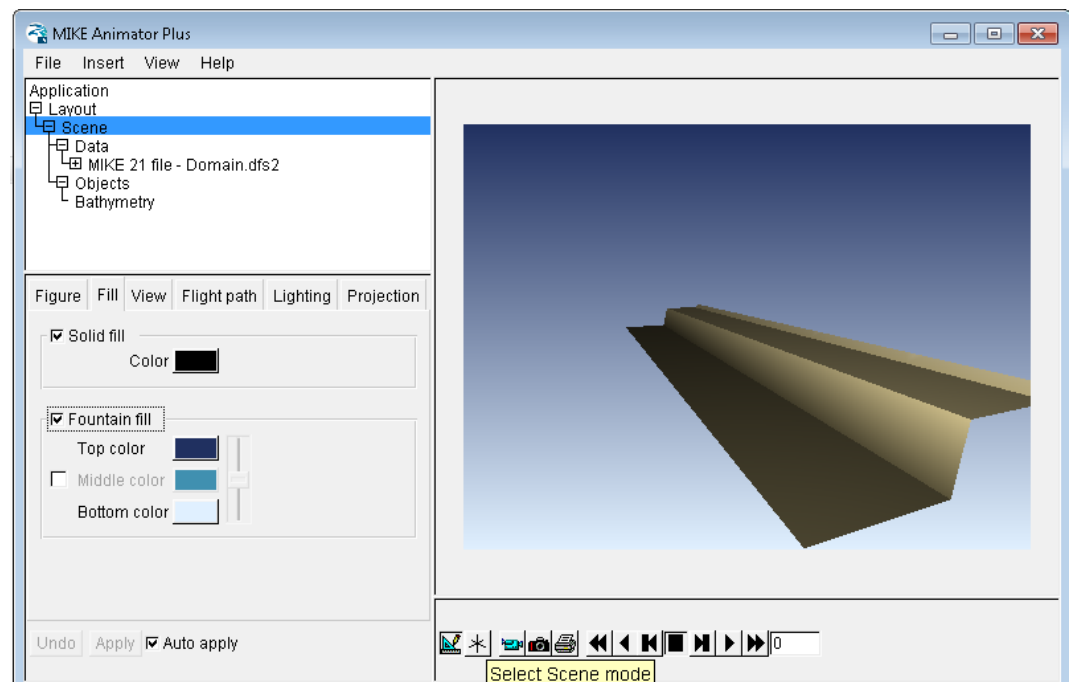 MIKE Animator Plus
File Insert View Help
Application
Layout
Scene
Data
MIKE 21 file - Domain.dfs2
Objects
Bathymetry
Figure Fill View Flight path Lighting Projection
Solid fill
Color
Fountain fill
Top color
Middle color
Bottom color
Undo Apply Auto apply
0
Select Scene mode